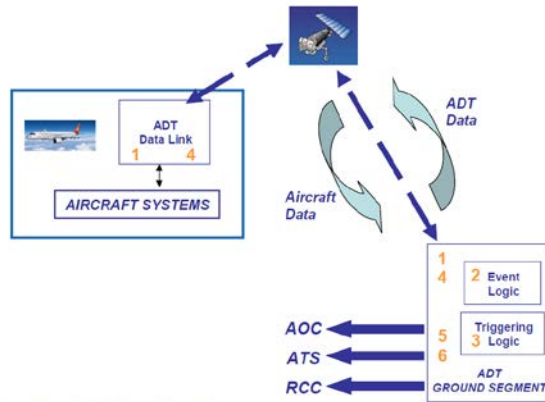 ADT
Data Link
1 4
AIRCRAFT SYSTEMS
ADT
Data
Aircraft
Data
1
4
2
Event
Logic
Triggering
3 Logic
5
6
ADT
GROUND SEGMENT
AOC
ATS
RCC